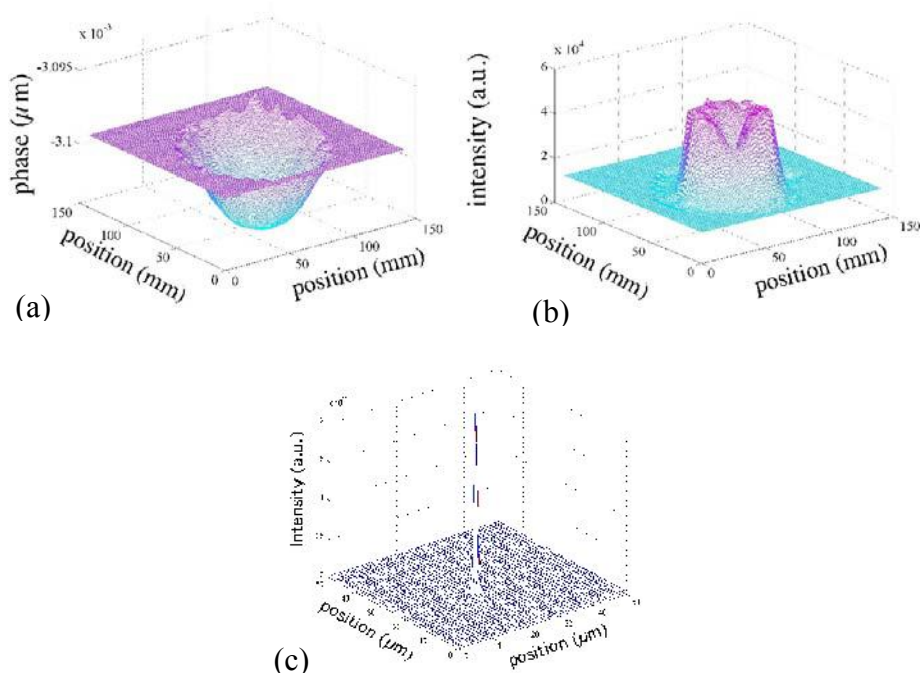 x 10⁻³
-3.095
-3.1
phase (µm)
150
100
50
0
position (mm)
0
50
100
150
position (mm)
(a)
x 10⁴
6
4
2
0
intensity (a.u.)
150
100
50
0
position (mm)
0
50
100
150
position (mm)
(b)
Intensity (a.u.)
position (µm)
0
20
position (µm)
(c)